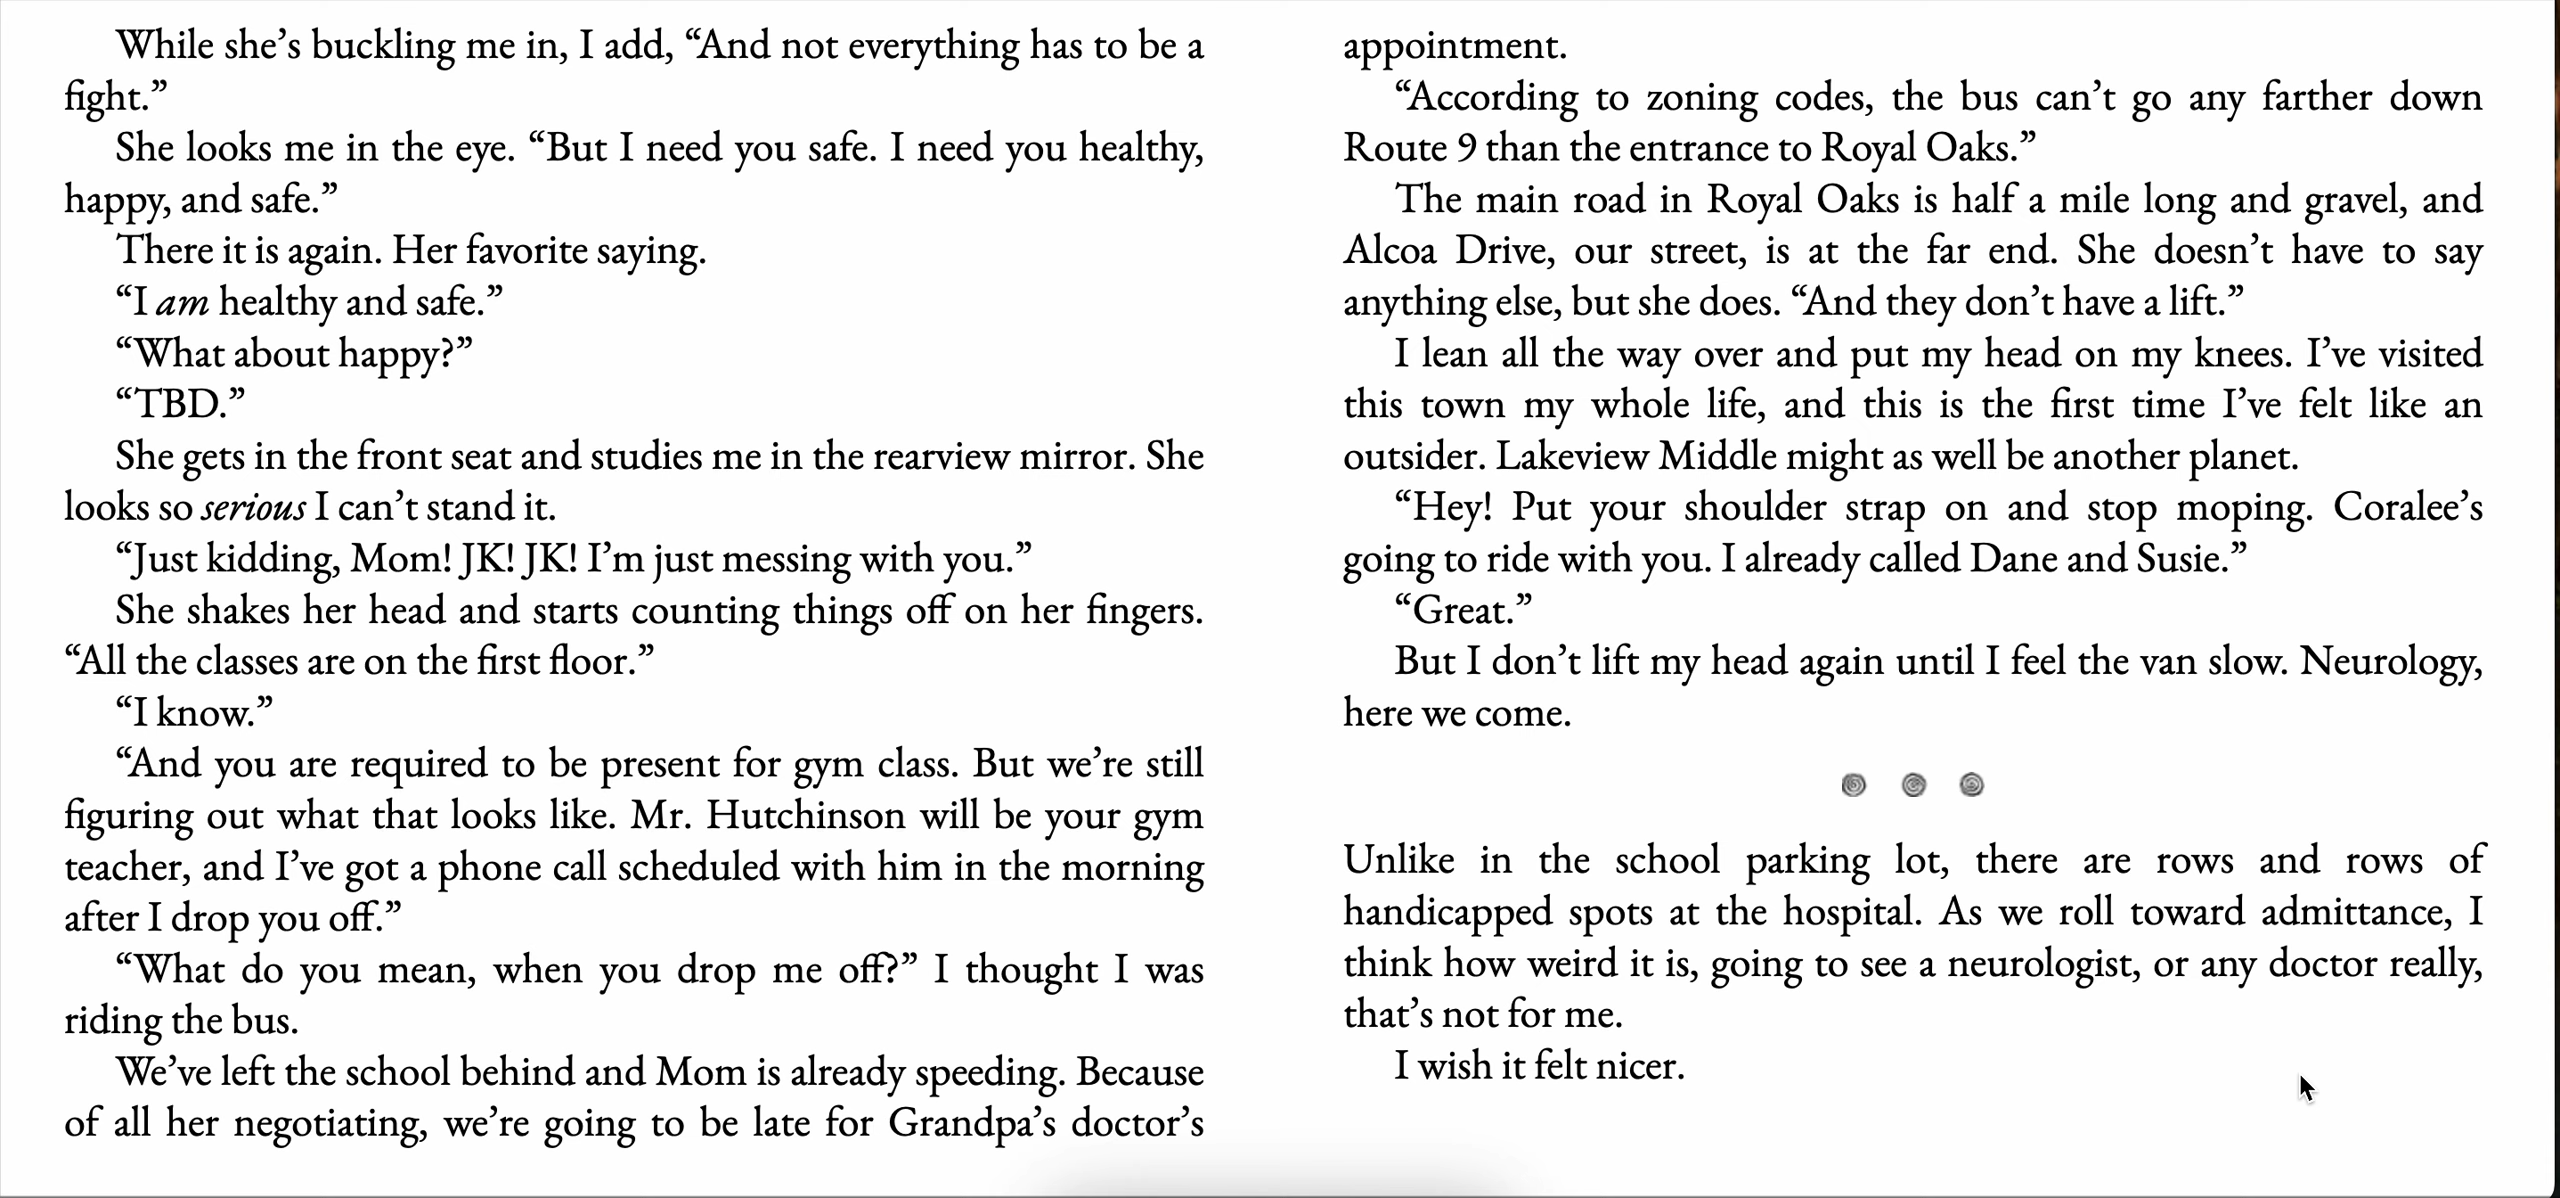 While she’s buckling me in, I add, “And not everything has to be a
fight.”
She looks me in the eye. “But I need you safe. I need you healthy,
happy, and safe.”
There it is again. Her favorite saying.
“I am healthy and safe.”
“What about happy?”
“TBD.”
She gets in the front seat and studies me in the rearview mirror. She
looks so serious I can’t stand it.
“Just kidding, Mom! JK! JK! I’m just messing with you.”
She shakes her head and starts counting things off on her fingers.
“All the classes are on the first floor.”
“I know.”
“And you are required to be present for gym class. But we’re still
figuring out what that looks like. Mr. Hutchinson will be your gym
teacher, and I’ve got a phone call scheduled with him in the morning
after I drop you off.”
“What do you mean, when you drop me off?” I thought I was
riding the bus.
We’ve left the school behind and Mom is already speeding. Because
of all her negotiating, we’re going to be late for Grandpa’s doctor’s
appointment.
“According to zoning codes, the bus can’t go any farther down
Route 9 than the entrance to Royal Oaks.”
The main road in Royal Oaks is half a mile long and gravel, and
Alcoa Drive, our street, is at the far end. She doesn’t have to say
anything else, but she does. “And they don’t have a lift.”
I lean all the way over and put my head on my knees. I’ve visited
this town my whole life, and this is the first time I’ve felt like an
outsider. Lakeview Middle might as well be another planet.
“Hey! Put your shoulder strap on and stop moping. Coralee’s
going to ride with you. I already called Dane and Susie.”
“Great.”
But I don’t lift my head again until I feel the van slow. Neurology,
here we come.
Unlike in the school parking lot, there are rows and rows of
handicapped spots at the hospital. As we roll toward admittance, I
think how weird it is, going to see a neurologist, or any doctor really,
that’s not for me.
I wish it felt nicer.